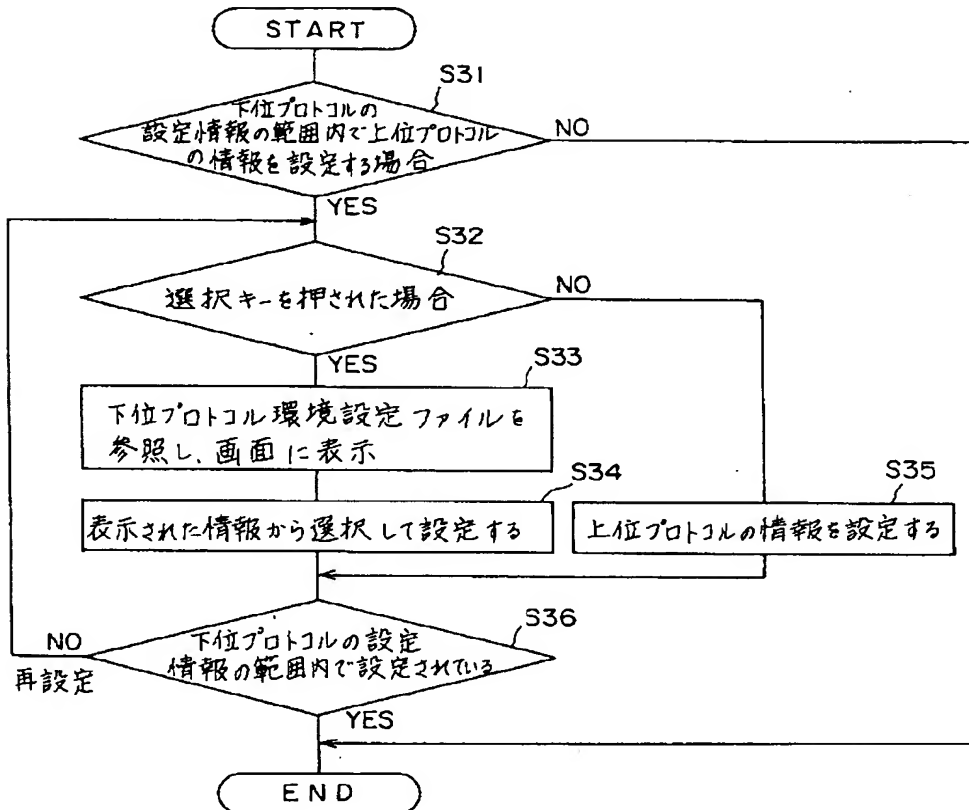 START
S31
下位プロトコルの
設定情報の範囲内で上位プロトコル
の情報を設定する場合
NO
YES
S32
選択キーを押された場合
NO
YES
S33
下位プロトコル環境設定ファイルを
参照し、画面に表示
S34
表示された情報から選択して設定する
S35
上位プロトコルの情報を設定する
S36
下位プロトコルの設定
情報の範囲内で設定されている
NO
再設定
YES
END